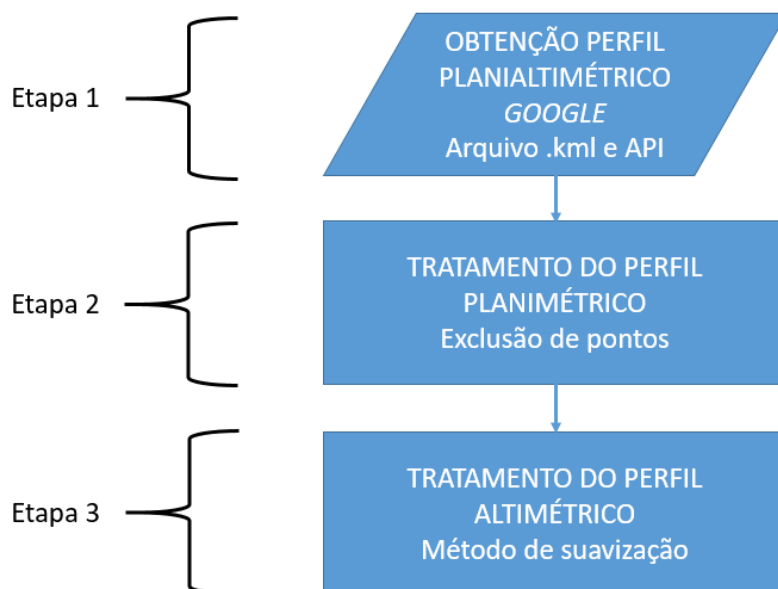 Etapa 1
OBTENÇÃO PERFIL
PLANIALTIMÉTRICO
GOOGLE
Arquivo .kml e API
Etapa 2
TRATAMENTO DO PERFIL
PLANIMÉTRICO
Exclusão de pontos
Etapa 3
TRATAMENTO DO PERFIL
ALTIMÉTRICO
Método de suavização